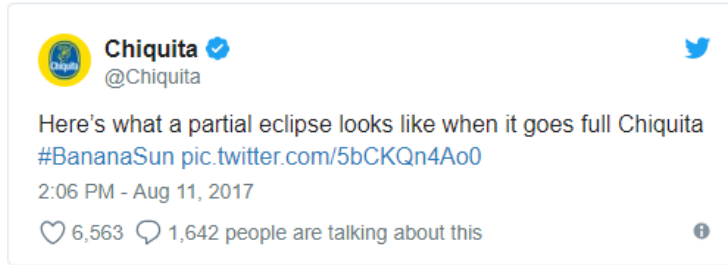 Chiquita
@Chiquita
Chiquita
Here’s what a partial eclipse looks like when it goes full Chiquita
#BananaSun pic.twitter.com/5bCKQn4Ao0
2:06 PM - Aug 11, 2017
6,563 1,642 people are talking about this